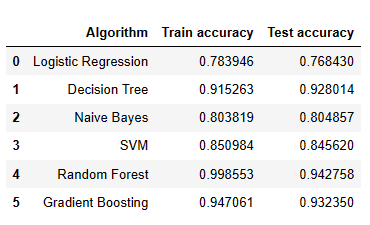 Algorithm Train accuracy Test accuracy
0 Logistic Regression 0.783946 0.768430
1 Decision Tree 0.915263 0.928014
2 Naive Bayes 0.803819 0.804857
3 SVM 0.850984 0.845620
4 Random Forest 0.998553 0.942758
5 Gradient Boosting 0.947061 0.932350